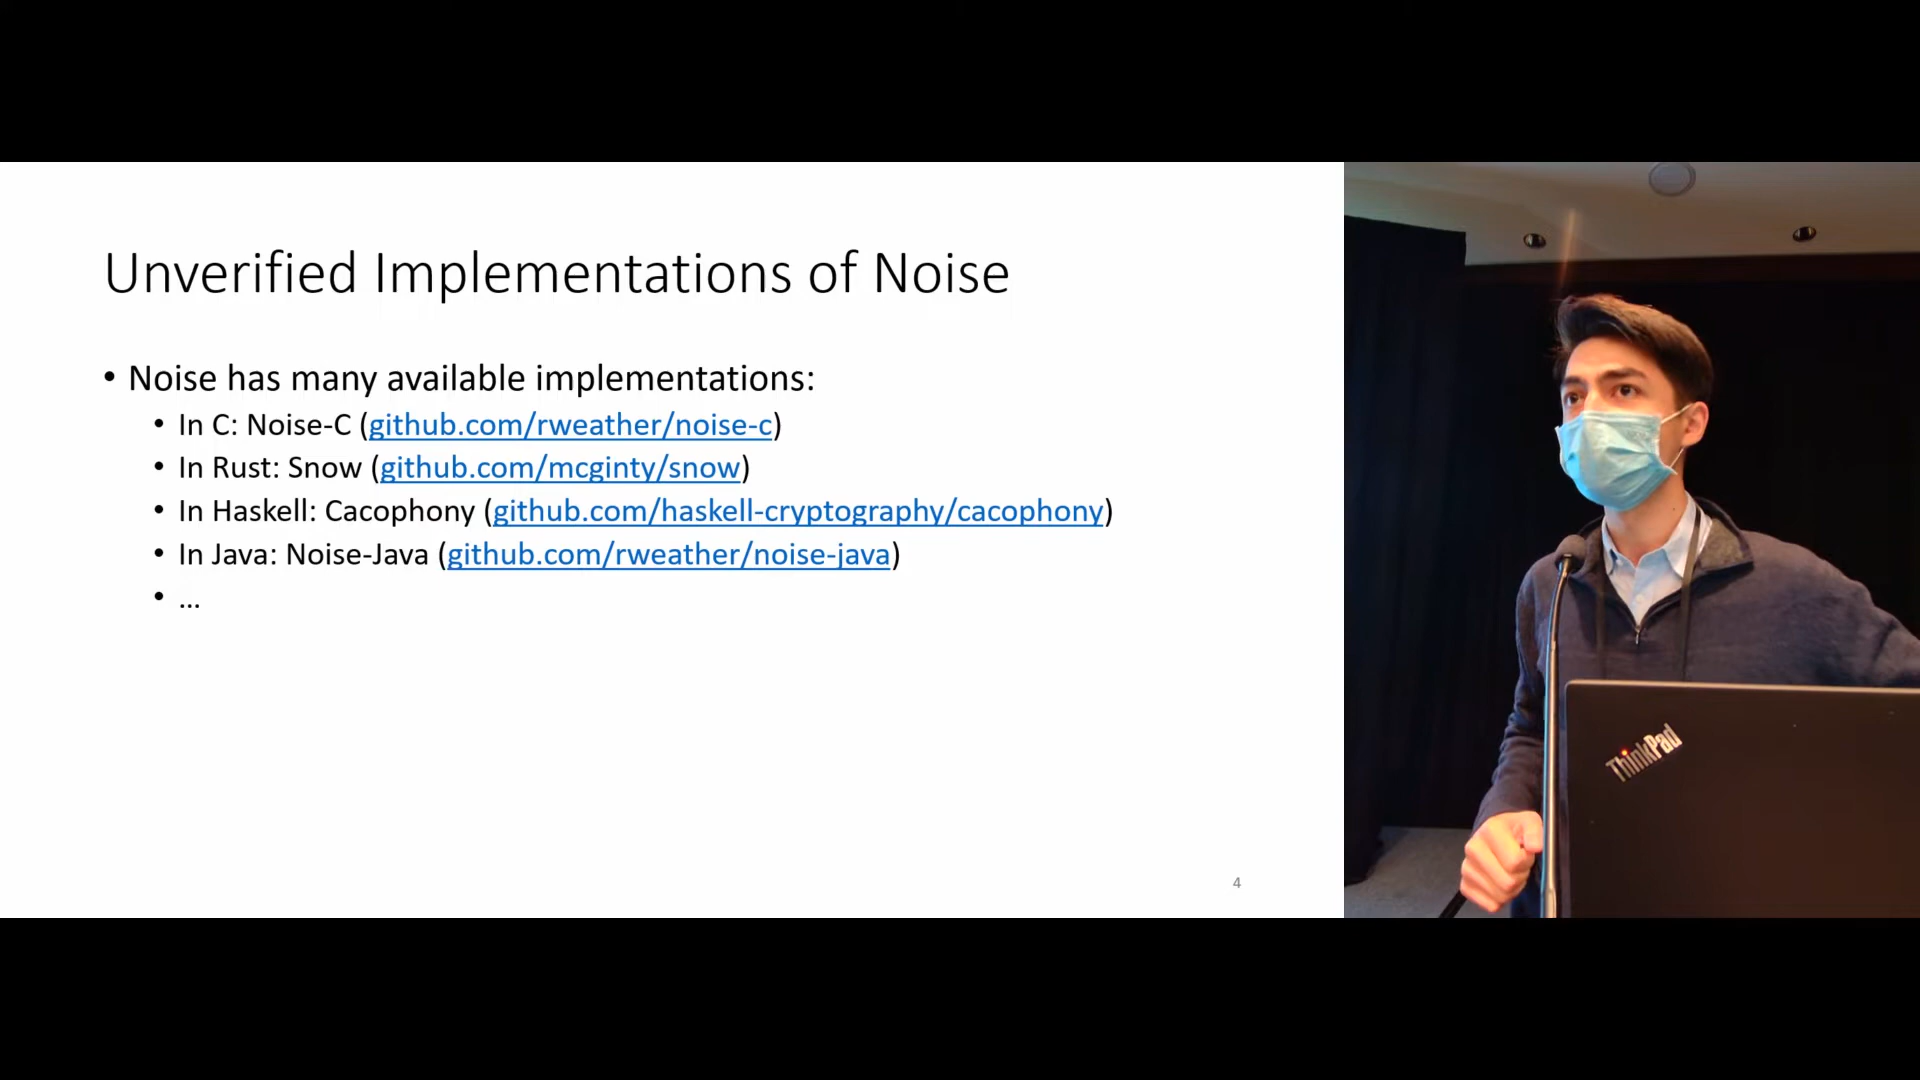 Unverified Implementations of Noise
• Noise has many available implementations:
• In C: Noise-C (github.com/rweather/noise-c)
• In Rust: Snow (github.com/mcginty/snow)
• In Haskell: Cacophony (github.com/haskell-cryptography/cacophony)
• In Java: Noise-Java (github.com/rweather/noise-java)
• ...
4
ThinkPad